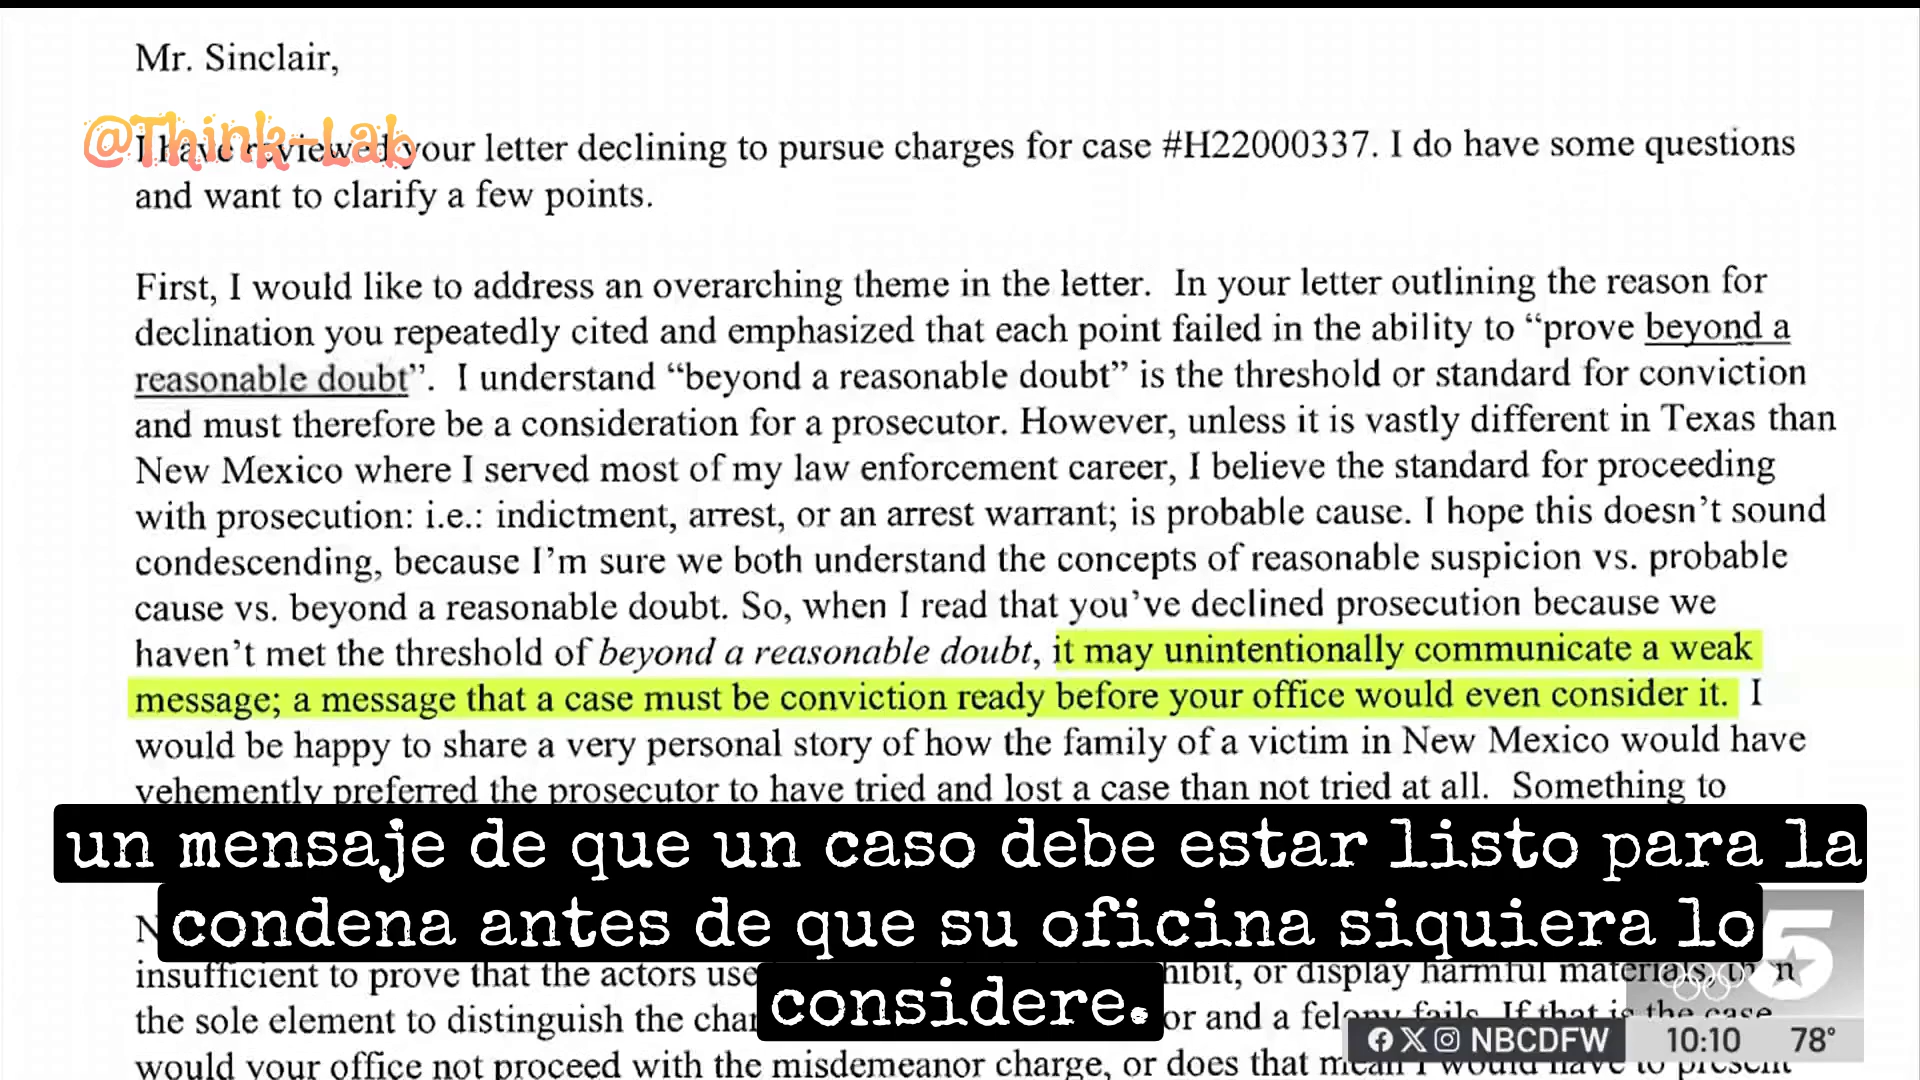 Mr. Sinclair,
@Think-Lab
I have reviewed your letter declining to pursue charges for case #H22000337. I do have some questions
and want to clarify a few points.
First, I would like to address an overarching theme in the letter. In your letter outlining the reason for
declination you repeatedly cited and emphasized that each point failed in the ability to “prove beyond a
reasonable doubt”. I understand “beyond a reasonable doubt” is the threshold or standard for conviction
and must therefore be a consideration for a prosecutor. However, unless it is vastly different in Texas than
New Mexico where I served most of my law enforcement career, I believe the standard for proceeding
with prosecution: i.e.: indictment, arrest, or an arrest warrant; is probable cause. I hope this doesn’t sound
condescending, because I’m sure we both understand the concepts of reasonable suspicion vs. probable
cause vs. beyond a reasonable doubt. So, when I read that you’ve declined prosecution because we
haven’t met the threshold of beyond a reasonable doubt, it may unintentionally communicate a weak
message; a message that a case must be conviction ready before your office would even consider it. I
would be happy to share a very personal story of how the family of a victim in New Mexico would have
vehemently preferred the prosecutor to have tried and lost a case than not tried at all. Something to
un mensaje de que un caso debe estar listo para la
condena antes de que su oficina siquiera lo
considere.
insufficient to prove that the actors or display harmful materials,
the sole element to distinguish the or and a felony fails. If that is the case
would your office not proceed with the misdemeanor charge, or does that mean I would have to present
5
NBCDFW 10:10 78°